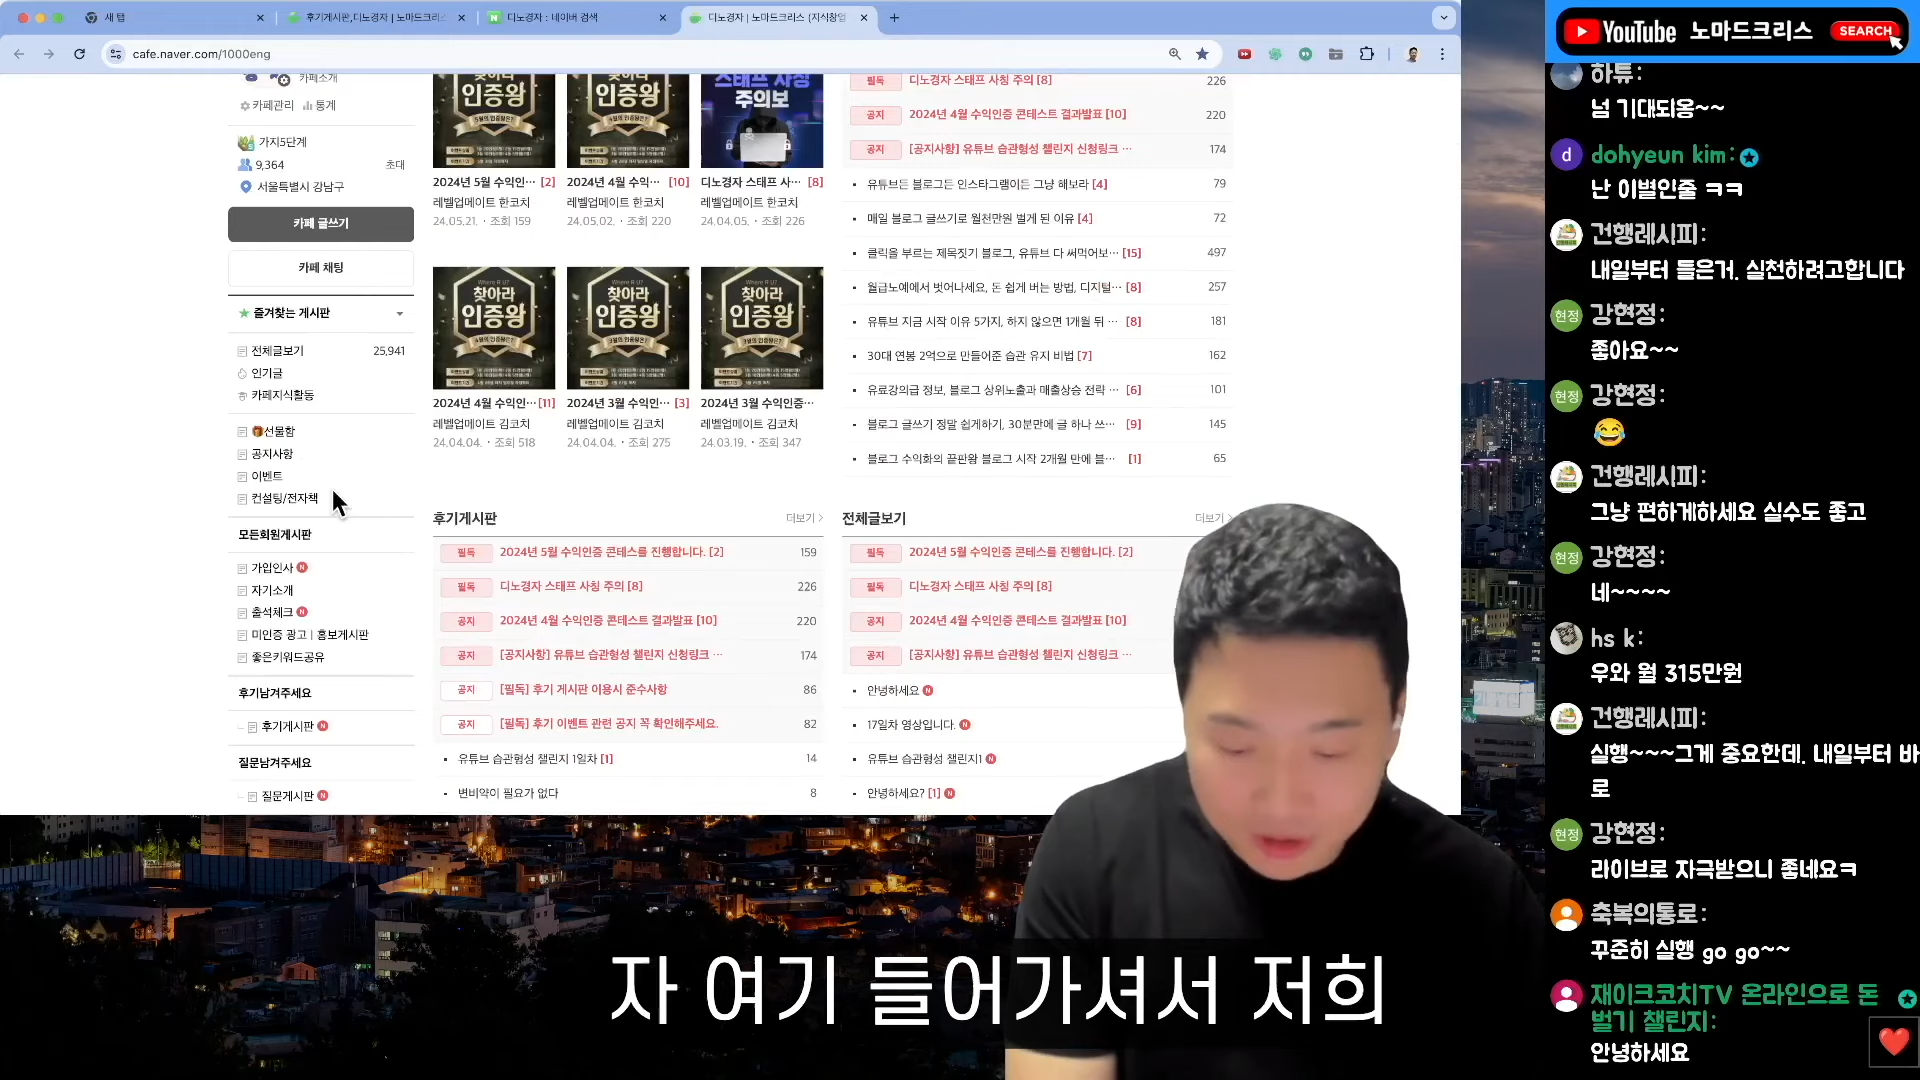 새 탭
후기게시판,디노경자 | 노마드크리스
디노경자 : 네이버 검색
디노경자 | 노마드크리스 (지식창업
cafe.naver.com/1000eng
카페소개
카페관리 통계
가지5단계
9,364 초대
서울특별시 강남구
카페 글쓰기
카페 채팅
즐겨찾는 게시판
전체글보기 25,941
인기글
카페지식활동
선물함
공지사항
이벤트
컨설팅/전자책
모든회원게시판
가입인사 N
자기소개
출석체크 N
미인증 광고 | 홍보게시판
좋은키워드공유
후기남겨주세요
후기게시판 N
질문남겨주세요
질문게시판 N
인증왕
인증왕
스태프 사칭
주의보
2024년 5월 수익인··· [2]
레벨업메이트 한코치
24.05.21. · 조회 159
2024년 4월 수익··· [10]
레벨업메이트 한코치
24.05.02. · 조회 220
디노경자 스태프 사··· [8]
레벨업메이트 한코치
24.04.05. · 조회 226
Where R U?
찾아라
인증왕
Where R U?
찾아라
인증왕
Where R U?
찾아라
인증왕
2024년 4월 수익인···[11]
레벨업메이트 김코치
24.04.04. · 조회 518
2024년 3월 수익인··· [3]
레벨업메이트 김코치
24.04.04. · 조회 275
2024년 3월 수익인증···
레벨업메이트 김코치
24.03.19. · 조회 347
필독 디노경자 스태프 사칭 주의 [8] 226
공지 2024년 4월 수익인증 콘테스트 결과발표 [10] 220
공지 [공지사항] 유튜브 습관형성 챌린지 신청링크 ··· 174
유튜브든 블로그든 인스타그램이든 그냥 해보라 [4] 79
매일 블로그 글쓰기로 월천만원 벌게 된 이유 [4] 72
클릭을 부르는 제목짓기 블로그, 유튜브 다 써먹어보··· [15] 497
월급노예에서 벗어나세요, 돈 쉽게 버는 방법, 디지털··· [8] 257
유튜브 지금 시작 이유 5가지, 하지 않으면 1개월 뒤 ··· [8] 181
30대 연봉 2억으로 만들어준 습관 유지 비법 [7] 162
유료강의급 정보, 블로그 상위노출과 매출상승 전략 ··· [6] 101
블로그 글쓰기 정말 쉽게하기, 30분만에 글 하나 쓰··· [9] 145
블로그 수익화의 끝판왕 블로그 시작 2개월 만에 블··· [1] 65
후기게시판 더보기
필독 2024년 5월 수익인증 콘테스를 진행합니다. [2] 159
필독 디노경자 스태프 사칭 주의 [8] 226
공지 2024년 4월 수익인증 콘테스트 결과발표 [10] 220
공지 [공지사항] 유튜브 습관형성 챌린지 신청링크 ··· 174
공지 [필독] 후기 게시판 이용시 준수사항 86
공지 [필독] 후기 이벤트 관련 공지 꼭 확인해주세요. 82
유튜브 습관형성 챌린지 1일차 [1] 14
변비약이 필요가 없다 8
전체글보기 더보기
필독 2024년 5월 수익인증 콘테스를 진행합니다. [2]
필독 디노경자 스태프 사칭 주의 [8]
공지 2024년 4월 수익인증 콘테스트 결과발표 [10]
공지 [공지사항] 유튜브 습관형성 챌린지 신청링크 ···
안녕하세요 N
17일차 영상입니다. N
유튜브 습관형성 챌린지1 N
안녕하세요? [1] N
자 여기 들어가셔서 저희
YouTube 노마드크리스 SEARCH
하튜:
넘 기대되옹~~
d dohyeun kim:
난 이별인줄 ㅋㅋ
건행레시피:
내일부터 들은거. 실천하려고합니다
현정 강현정:
좋아요~~
현정 강현정:
😂
건행레시피:
그냥 편하게하세요 실수도 좋고
현정 강현정:
네~~~~
hs k:
우와 월 315만원
건행레시피:
실행~~~그게 중요한데. 내일부터 바
로
현정 강현정:
라이브로 자극받으니 좋네요ㅋ
축복의통로:
꾸준히 실행 go go~~
재이크코치TV 온라인으로 돈
벌기 챌린지:
안녕하세요